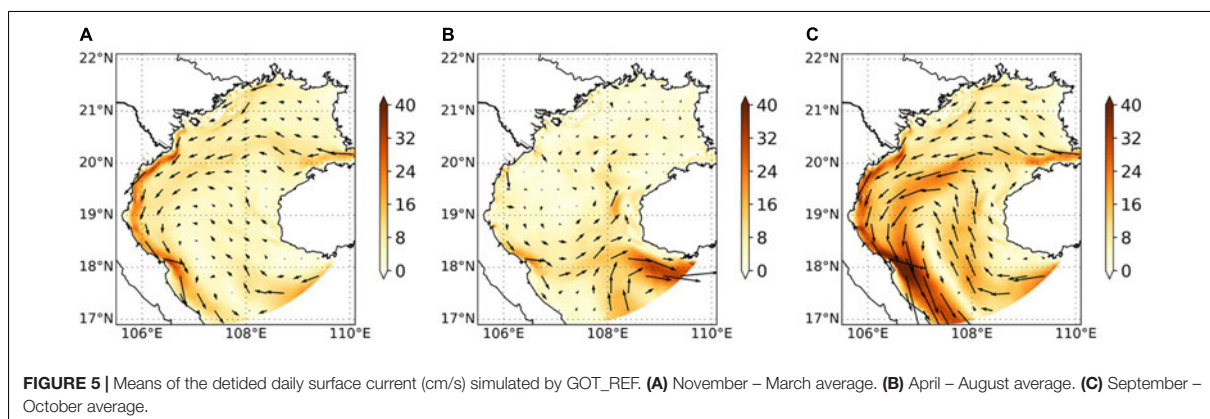 A
B
C
22°N
21°N
20°N
19°N
18°N
17°N
106°E 108°E 110°E
40
32
24
16
8
0
22°N
21°N
20°N
19°N
18°N
17°N
106°E 108°E 110°E
40
32
24
16
8
0
22°N
21°N
20°N
19°N
18°N
17°N
106°E 108°E 110°E
40
32
24
16
8
0
FIGURE 5 | Means of the detided daily surface current (cm/s) simulated by GOT_REF. (A) November – March average. (B) April – August average. (C) September –
October average.